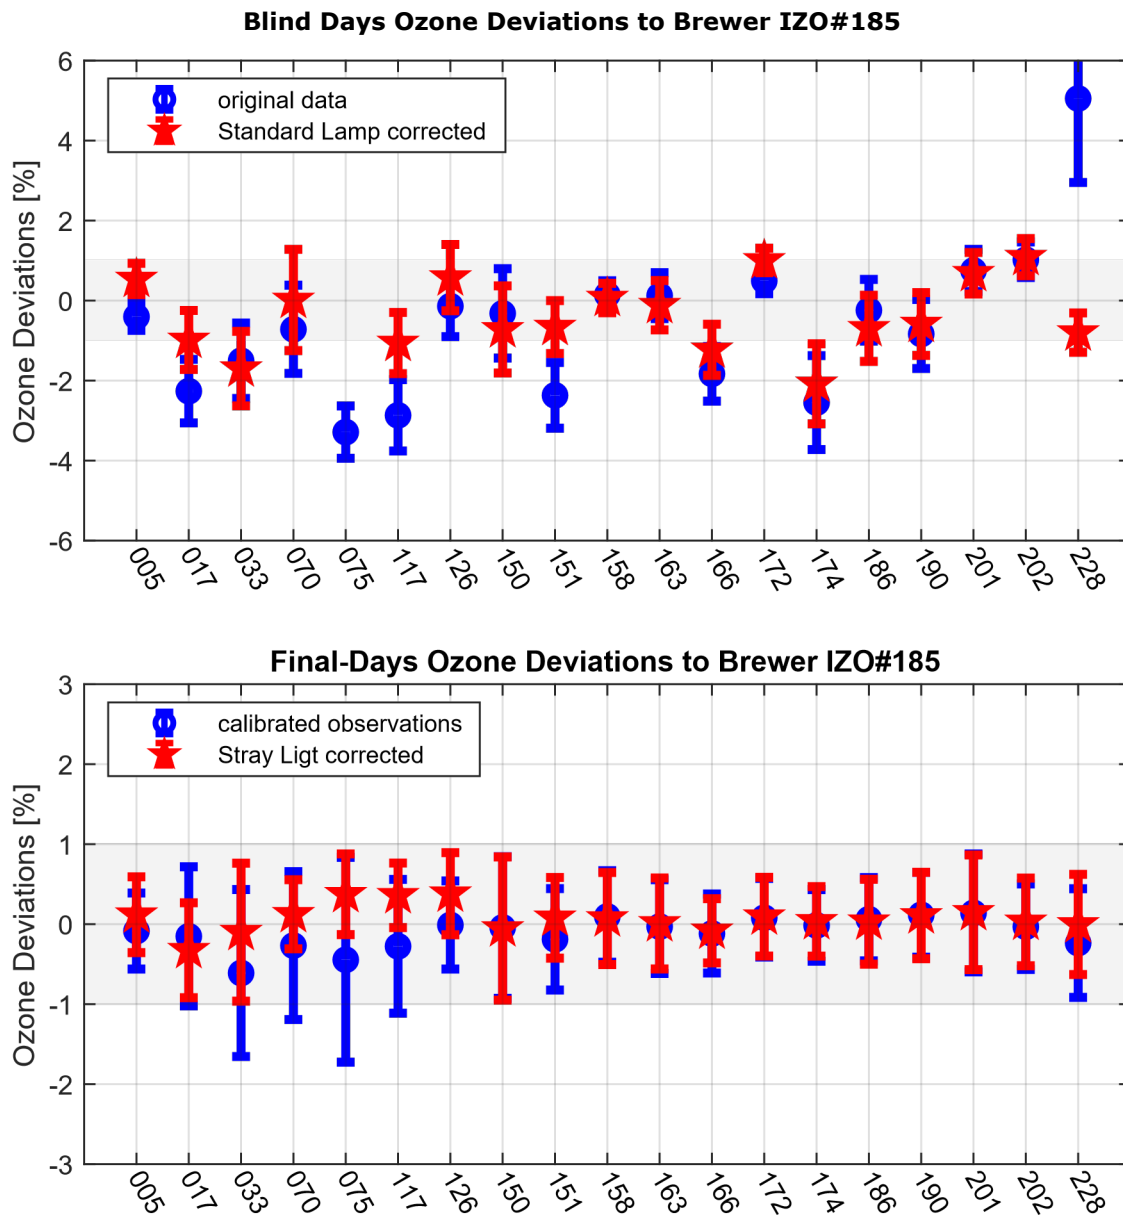 Blind Days Ozone Deviations to Brewer IZO#185
original data
Standard Lamp corrected
Ozone Deviations [%]
6
4
2
0
-2
-4
-6
005 017 033 070 075 117 126 150 151 158 163 166 172 174 186 190 201 202 228
Final-Days Ozone Deviations to Brewer IZO#185
calibrated observations
Stray Ligt corrected
Ozone Deviations [%]
3
2
1
0
-1
-2
-3
005 017 033 070 075 117 126 150 151 158 163 166 172 174 186 190 201 202 228